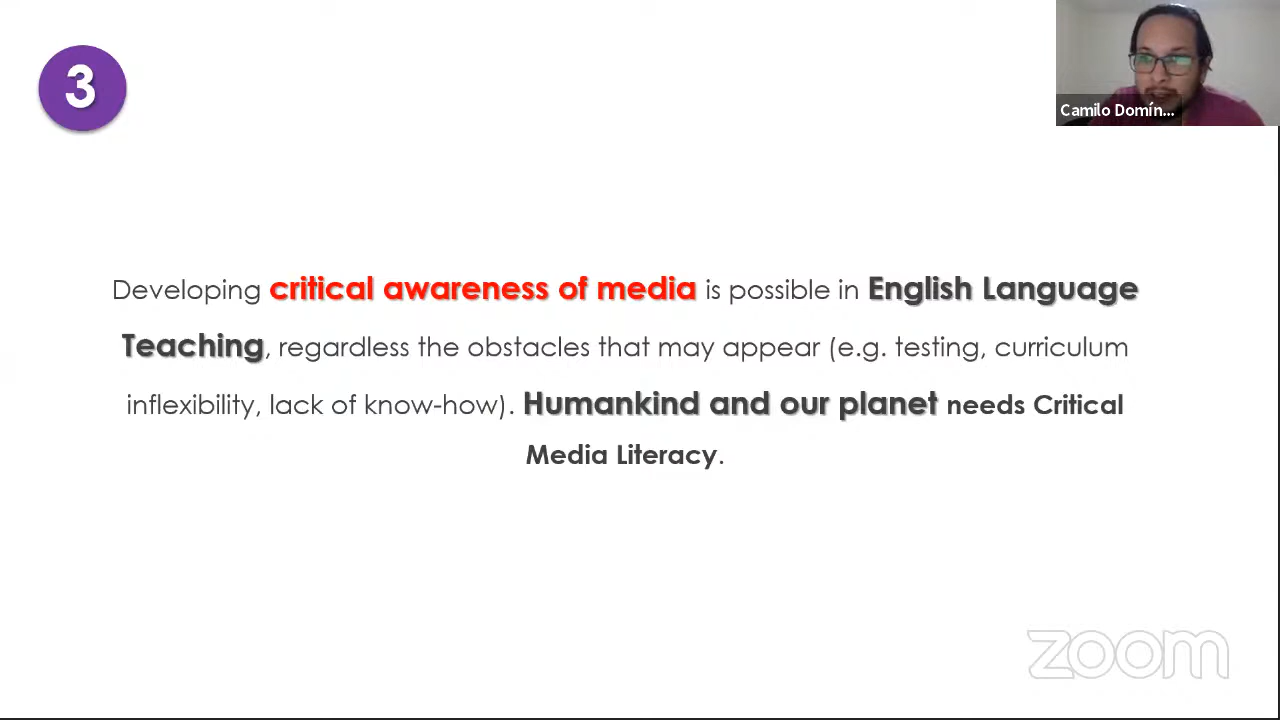 3
Camilo Domín...
Developing critical awareness of media is possible in English Language
Teaching, regardless the obstacles that may appear (e.g. testing, curriculum
inflexibility, lack of know-how). Humankind and our planet needs Critical
Media Literacy.
zoom